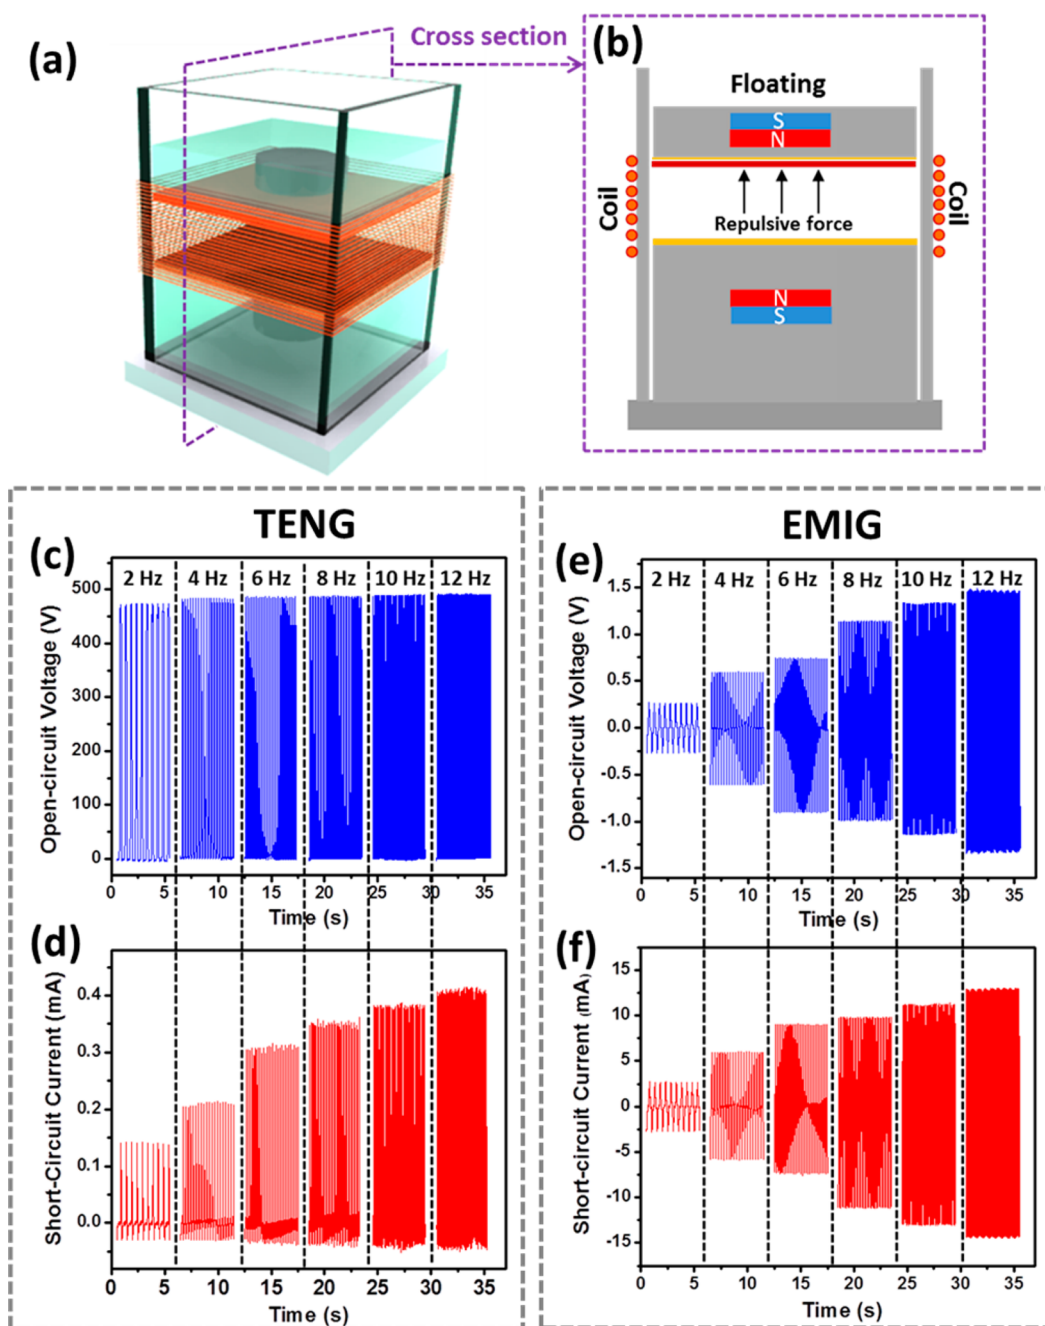 (a)
Cross section
(b)
Floating
S
N
Coil
Coil
Repulsive force
N
S
TENG
(c)
2 Hz 4 Hz 6 Hz 8 Hz 10 Hz 12 Hz
Open-circuit Voltage (V)
500
400
300
200
100
0
0 5 10 15 20 25 30 35
Time (s)
(d)
Short-Circuit Current (mA)
0.4
0.3
0.2
0.1
0.0
0 5 10 15 20 25 30 35
Time (s)
EMIG
(e)
2 Hz 4 Hz 6 Hz 8 Hz 10 Hz 12 Hz
Open-circuit Voltage (V)
1.5
1.0
0.5
0.0
-0.5
-1.0
-1.5
0 5 10 15 20 25 30 35
Time (s)
(f)
Short-circuit Current (mA)
15
10
5
0
-5
-10
-15
0 5 10 15 20 25 30 35
Time (s)